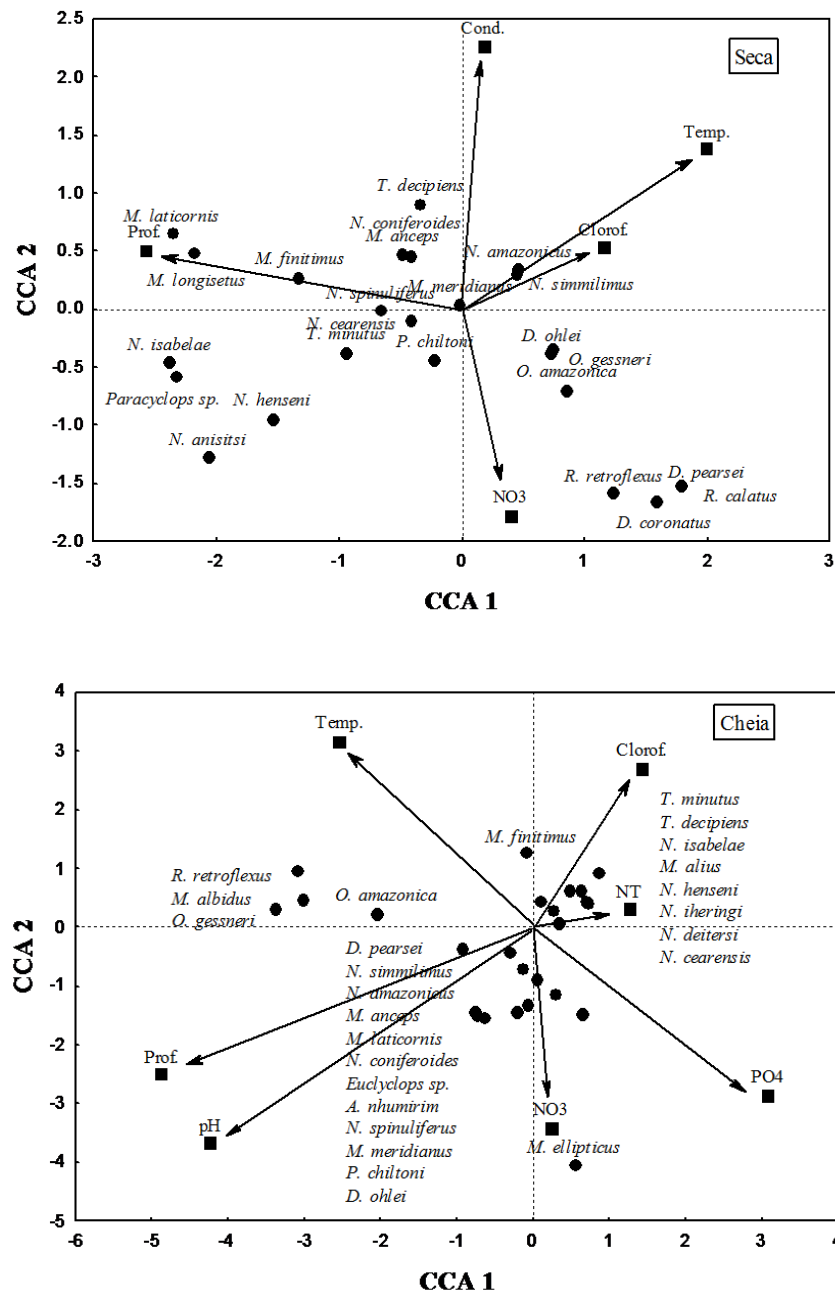 2.5
Cond.
Seca
2.0
1.5
Temp.
T. decipiens
1.0
N. coniferoides
M. laticornis
M. anceps
Clorof.
Prof.
0.5
M. finitimus
N. amazonicus
M. longisetus
M. meridianus
N. simmilimus
CCA 2
N. spinuliferus
0.0
N. cearensis
T. minutus
P. chiltoni
D. ohlei
N. isabelae
O. gessneri
-0.5
O. amazonica
Paracyclops sp.
N. henseni
-1.0
N. anisitsi
R. retroflexus
D. pearsei
-1.5
NO3
R. calatus
D. coronatus
-2.0
-3 -2 -1 0 1 2 3
CCA 1
4
Temp.
Cheia
Clorof.
3
T. minutus
2
T. decipiens
M. finitimus
N. isabelae
1
M. alius
R. retroflexus
NT
N. henseni
M. albidus
O. amazonica
N. iheringi
O. gessneri
N. deitersi
0
N. cearensis
CCA 2
D. pearsei
N. simmilimus
-1
N. amazonicus
M. anceps
M. laticornis
-2
Prof.
N. coniferoides
PO4
Euclyclops sp.
-3
A. nhumirim
NO3
pH
N. spinuliferus
M. ellipticus
M. meridianus
-4
P. chiltoni
D. ohlei
-5
-6 -5 -4 -3 -2 -1 0 1 2 3 4
CCA 1